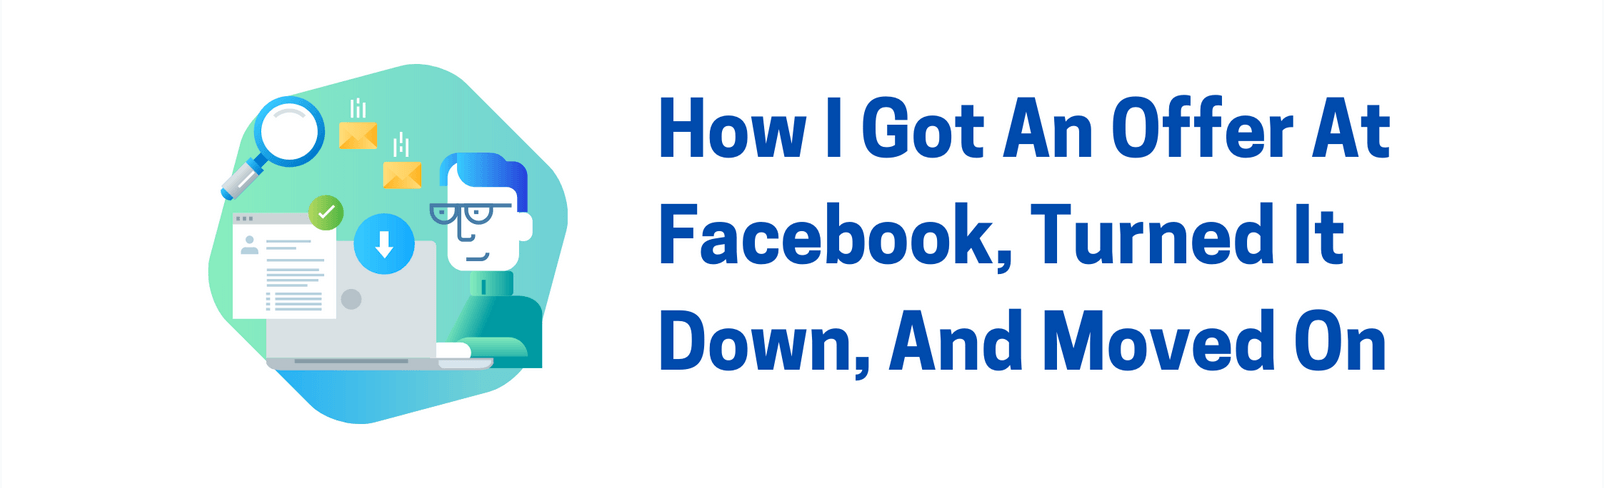 How I Got An Offer At
Facebook, Turned It
Down, And Moved On